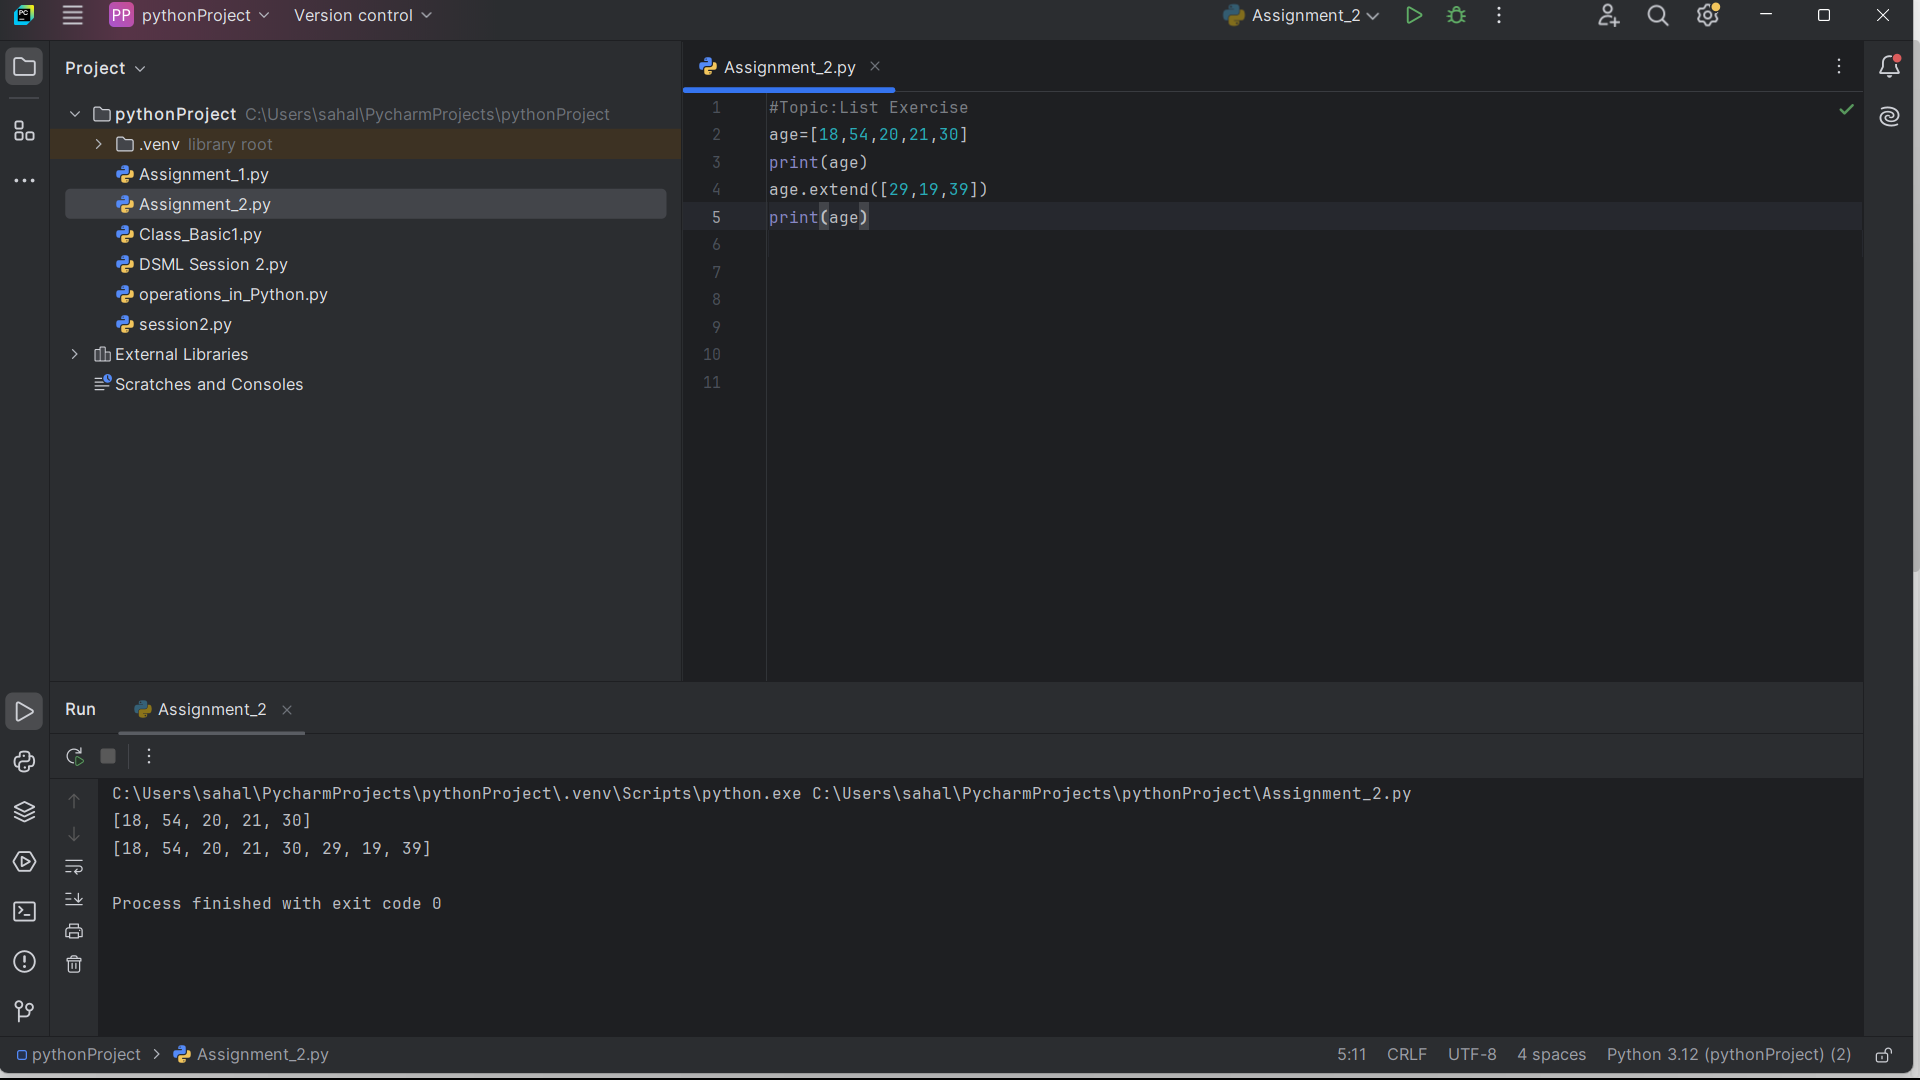 PC
PP pythonProject Version control Assignment_2
Project
pythonProject C:\Users\sahal\PycharmProjects\pythonProject
.venv library root
Assignment_1.py
Assignment_2.py
Class_Basic1.py
DSML Session 2.py
operations_in_Python.py
session2.py
External Libraries
Scratches and Consoles
Assignment_2.py
1 #Topic:List Exercise
2 age=[18,54,20,21,30]
3 print(age)
4 age.extend([29,19,39])
5 print(age)
6
7
8
9
10
11
Run Assignment_2
C:\Users\sahal\PycharmProjects\pythonProject\.venv\Scripts\python.exe C:\Users\sahal\PycharmProjects\pythonProject\Assignment_2.py
[18, 54, 20, 21, 30]
[18, 54, 20, 21, 30, 29, 19, 39]
Process finished with exit code 0
pythonProject > Assignment_2.py 5:11 CRLF UTF-8 4 spaces Python 3.12 (pythonProject) (2)